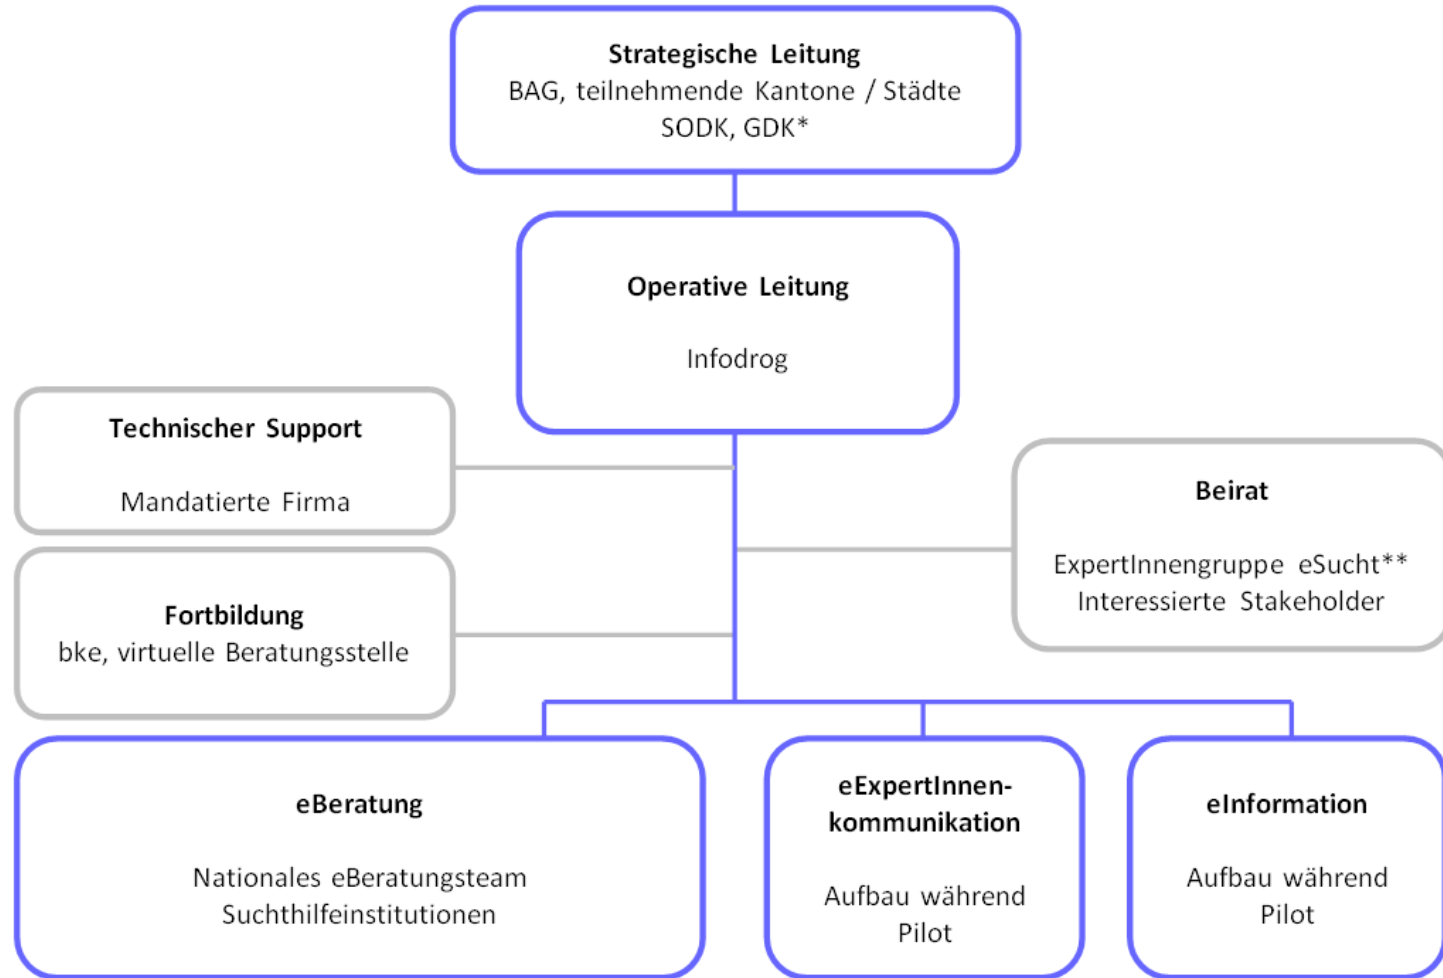 Strategische Leitung
BAG, teilnehmende Kantone / Städte
SODK, GDK*
Operative Leitung
Infodrog
Technischer Support
Mandatierte Firma
Beirat
ExpertInnengruppe eSucht**
Interessierte Stakeholder
Fortbildung
bke, virtuelle Beratungsstelle
eBeratung
Nationales eBeratungsteam
Suchthilfeinstitutionen
eExpertInnen-
kommunikation
Aufbau während
Pilot
eInformation
Aufbau während
Pilot